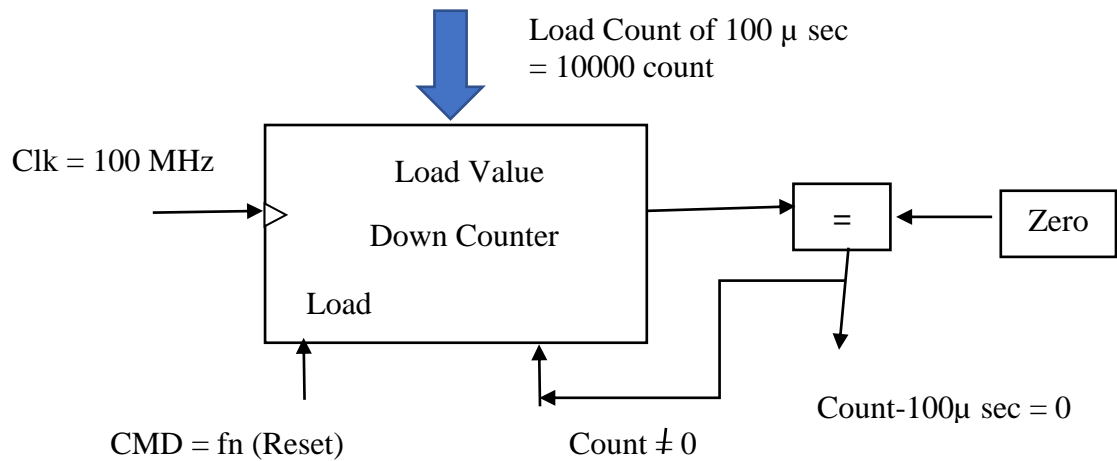 Load Count of 100 µ sec
= 10000 count
Clk = 100 MHz
Load Value
Down Counter
=
Zero
Load
Count-100µ sec = 0
CMD = fn (Reset)
Count ≠ 0